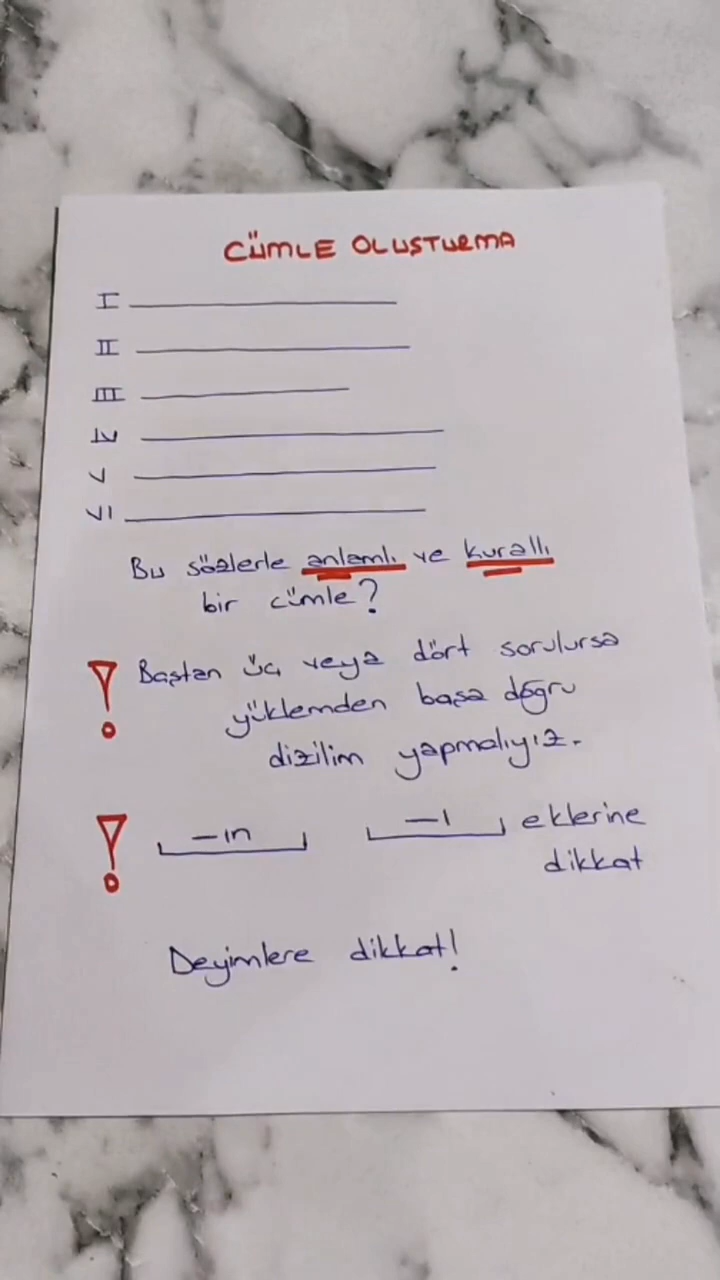 CÜMLE OLUŞTURMA
I
II
III
IV
V
VI
Bu sözlerle anlamlı ve kurallı
bir cümle?
! Baştan üç veya dört sorulursa
yüklemden başa doğru
dizilim yapmalıyız.
! —ın —ı eklerine
dikkat
Deyimlere dikkat!